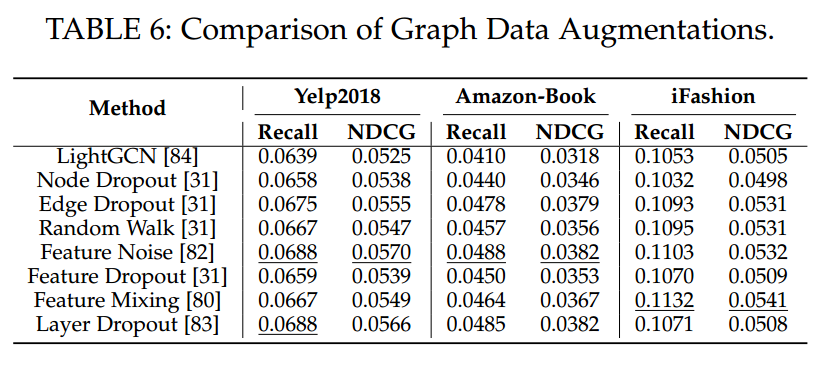 TABLE 6: Comparison of Graph Data Augmentations.
Method Yelp2018 Amazon-Book iFashion
Recall NDCG Recall NDCG Recall NDCG
LightGCN [84] 0.0639 0.0525 0.0410 0.0318 0.1053 0.0505
Node Dropout [31] 0.0658 0.0538 0.0440 0.0346 0.1032 0.0498
Edge Dropout [31] 0.0675 0.0555 0.0478 0.0379 0.1093 0.0531
Random Walk [31] 0.0667 0.0547 0.0457 0.0356 0.1095 0.0531
Feature Noise [82] 0.0688 0.0570 0.0488 0.0382 0.1103 0.0532
Feature Dropout [31] 0.0659 0.0539 0.0450 0.0353 0.1070 0.0509
Feature Mixing [80] 0.0667 0.0549 0.0464 0.0367 0.1132 0.0541
Layer Dropout [83] 0.0688 0.0566 0.0485 0.0382 0.1071 0.0508